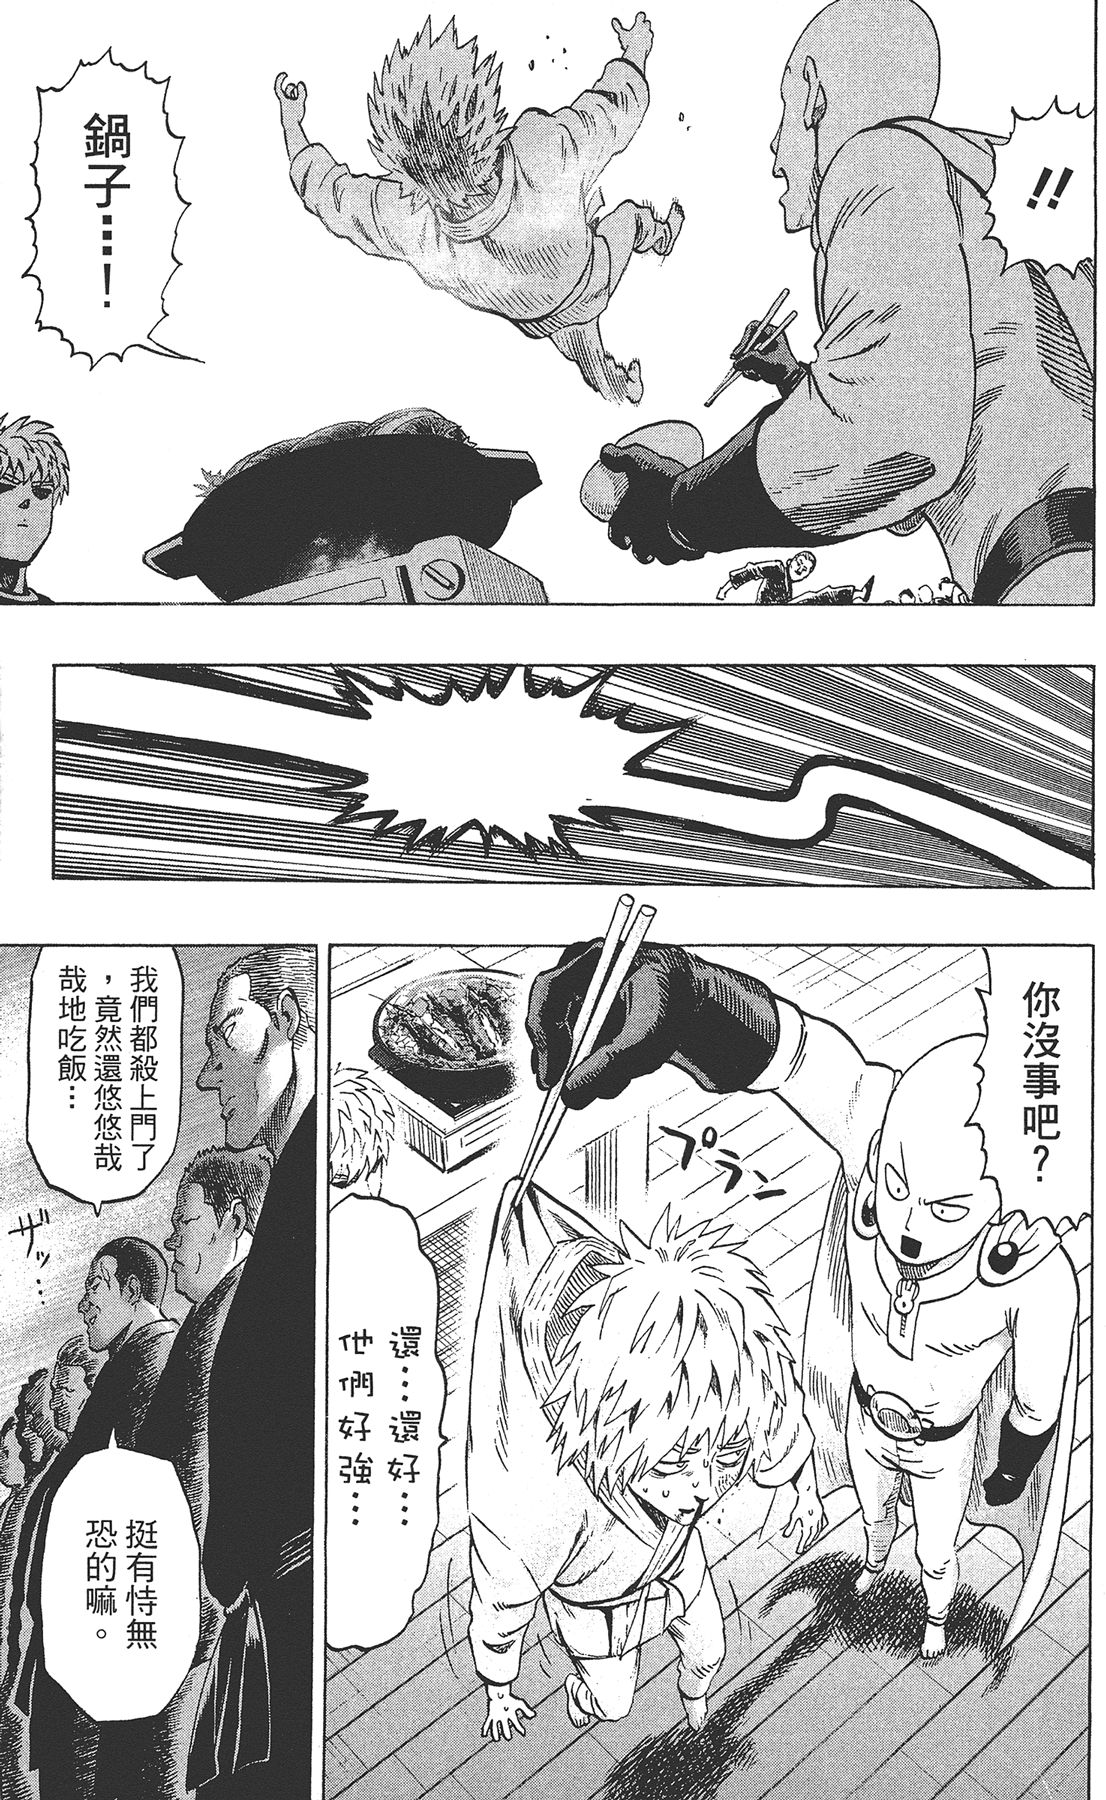 !!
鍋子…！
你沒事吧？
プラン
還…還好…
他們好強…
我們都殺上門了
，竟然還悠悠哉
哉地吃飯…
ザッ…
挺有恃無
恐的嘛。